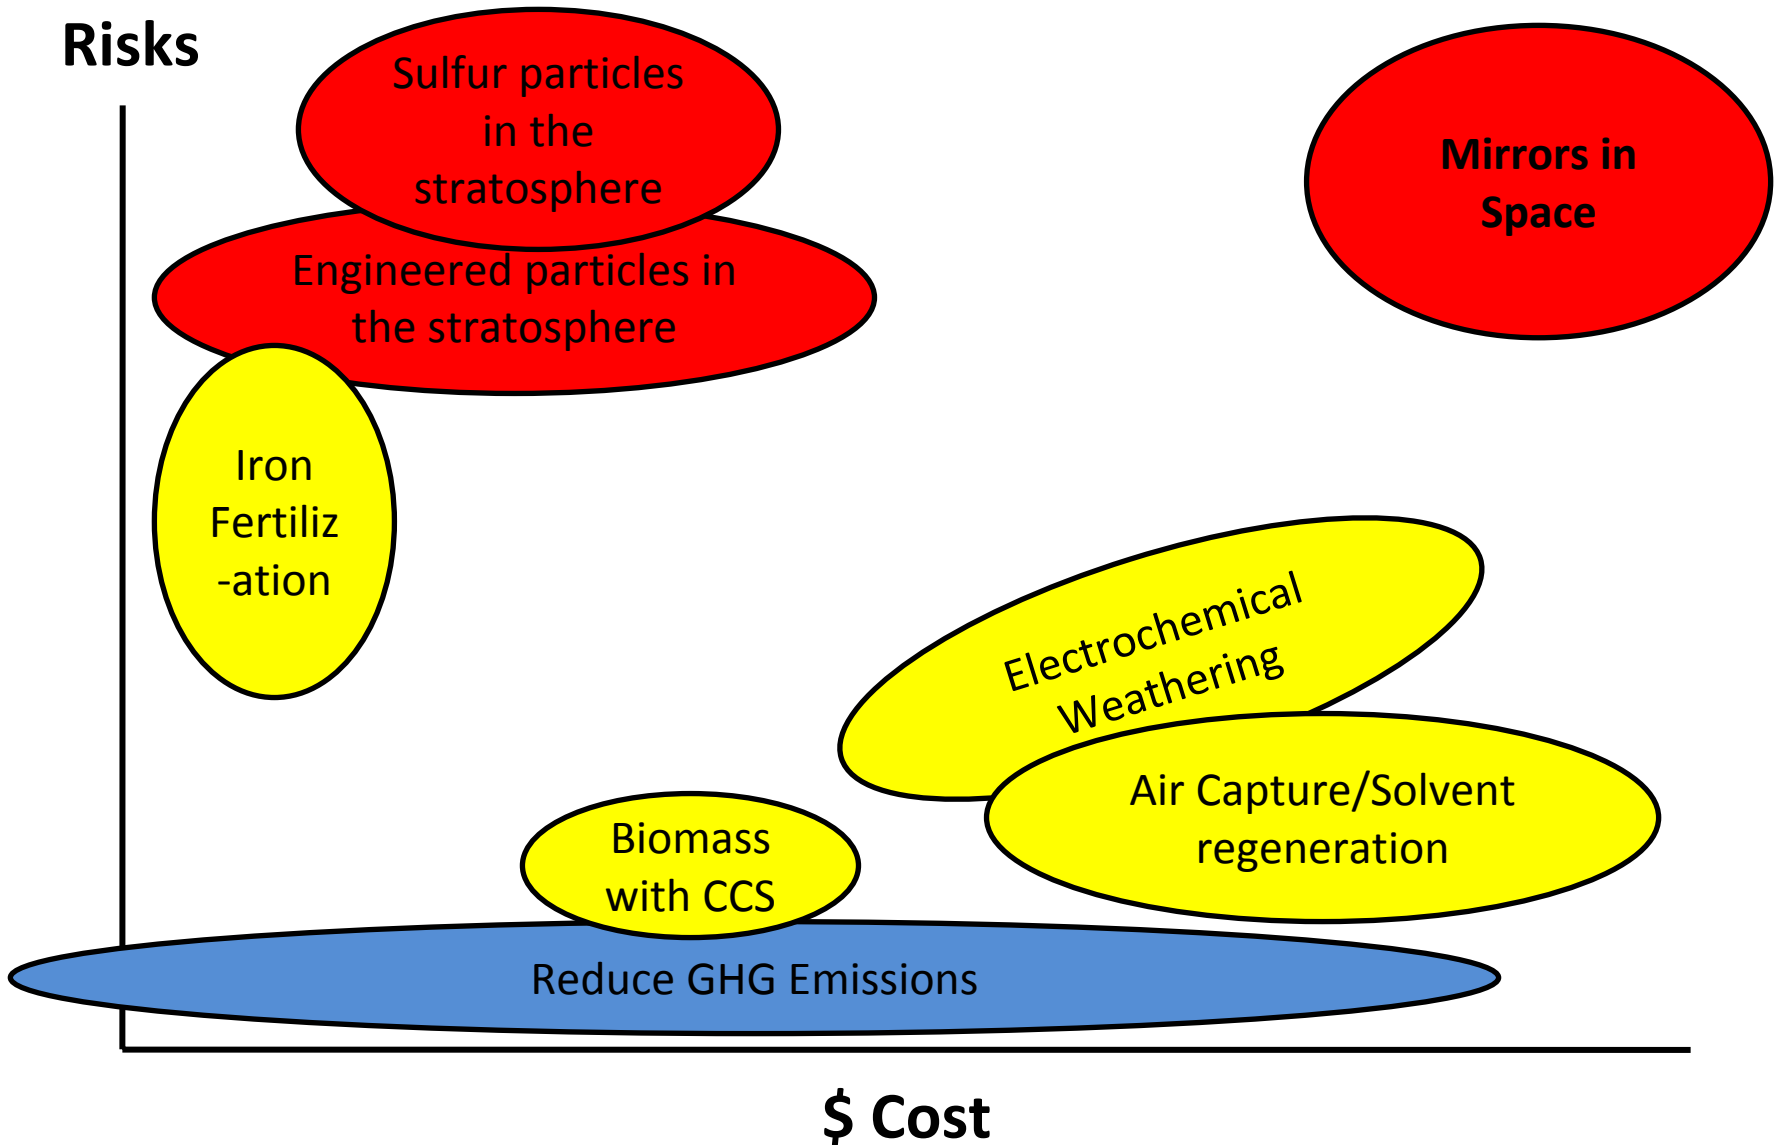 Risks
Sulfur particles
in the
stratosphere
Mirrors in
Space
Engineered particles in
the stratosphere
Iron
Fertiliz
-ation
Electrochemical
Weathering
Air Capture/Solvent
regeneration
Biomass
with CCS
Reduce GHG Emissions
$ Cost